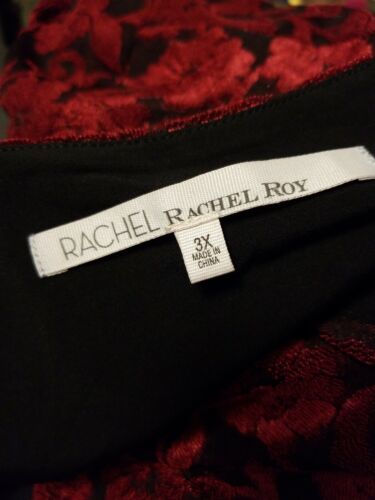 RACHEL RACHEL ROY
3X
MADE IN
CHINA